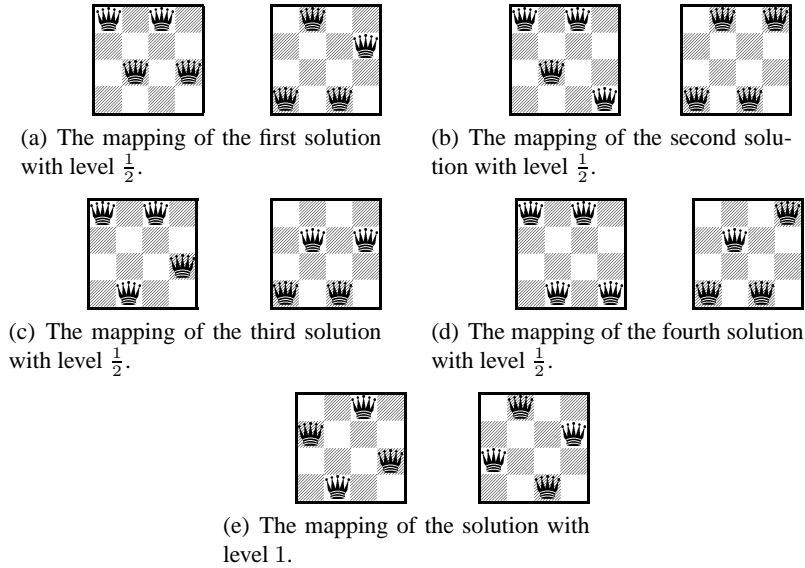 (a) The mapping of the first solution
with level 1/2.
(b) The mapping of the second solu-
tion with level 1/2.
(c) The mapping of the third solution
with level 1/2.
(d) The mapping of the fourth solution
with level 1/2.
(e) The mapping of the solution with
level 1.